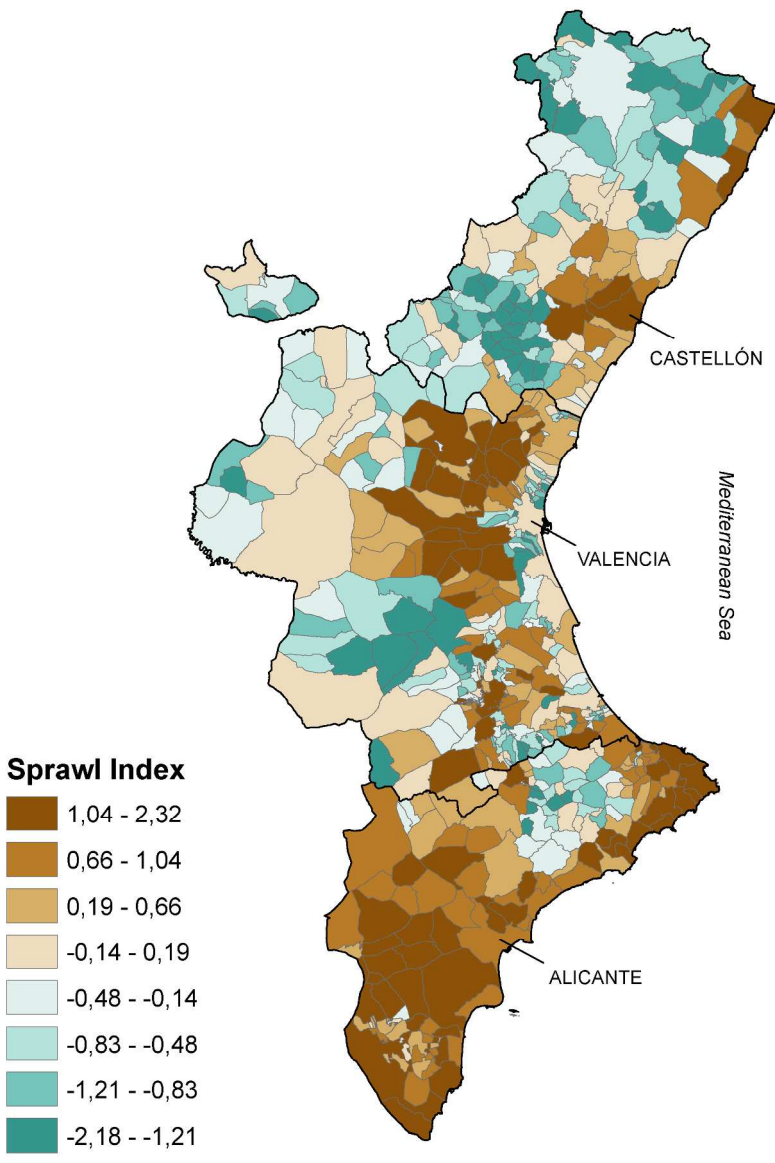 CASTELLÓN
Mediterranean Sea
VALENCIA
ALICANTE
Sprawl Index
1,04 - 2,32
0,66 - 1,04
0,19 - 0,66
-0,14 - 0,19
-0,48 - -0,14
-0,83 - -0,48
-1,21 - -0,83
-2,18 - -1,21